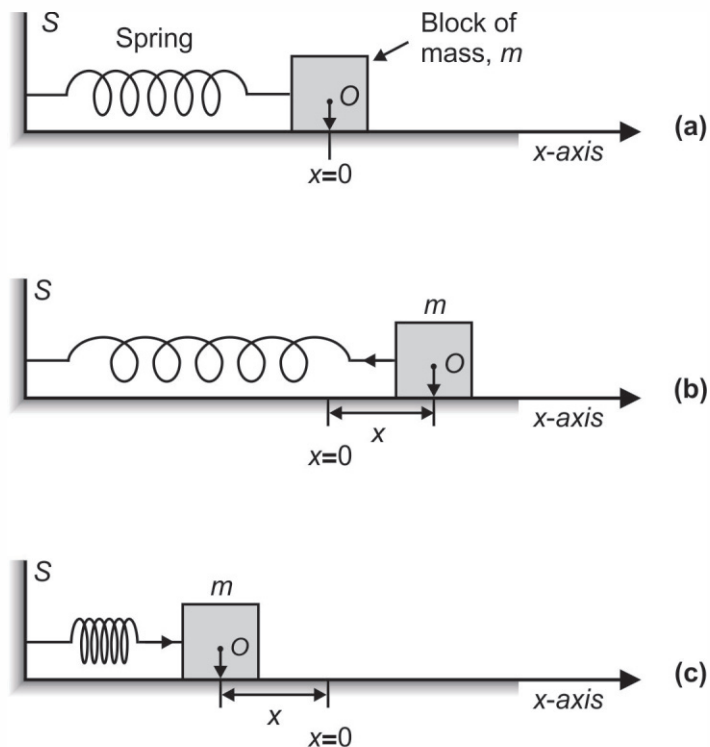 S
Spring
Block of
mass, m
O
x-axis
(a)
x=0
S
m
O
x-axis
(b)
x
x=0
S
m
O
x-axis
(c)
x
x=0